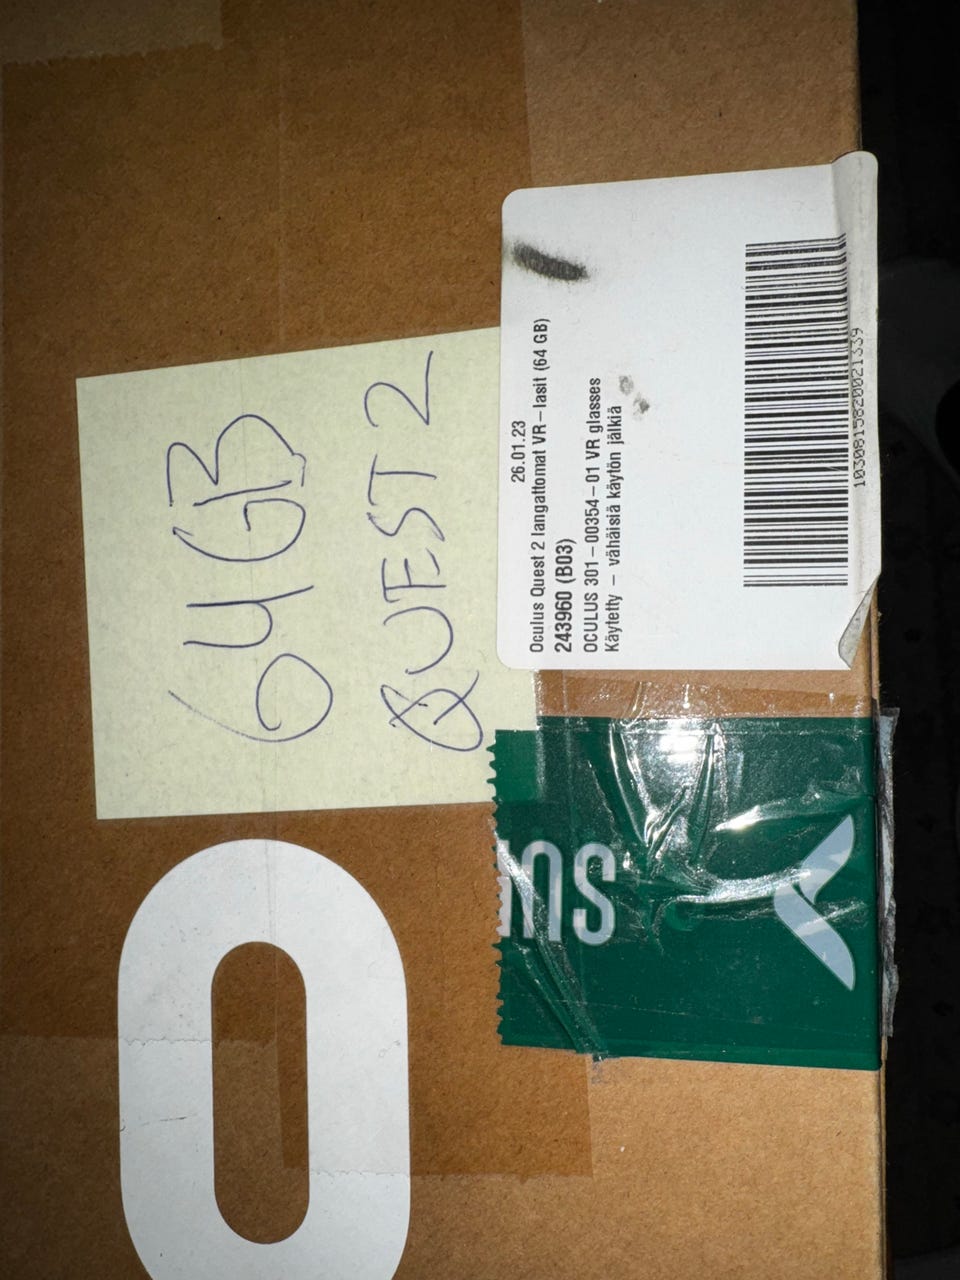 64GB
QUEST 2
26.01.23
Oculus Quest 2 langattomat VR-lasit (64 GB)
243960 (B03)
OCULUS 301-00354-01 VR glasses
Käytetty - vähäisiä käytön jälkiä